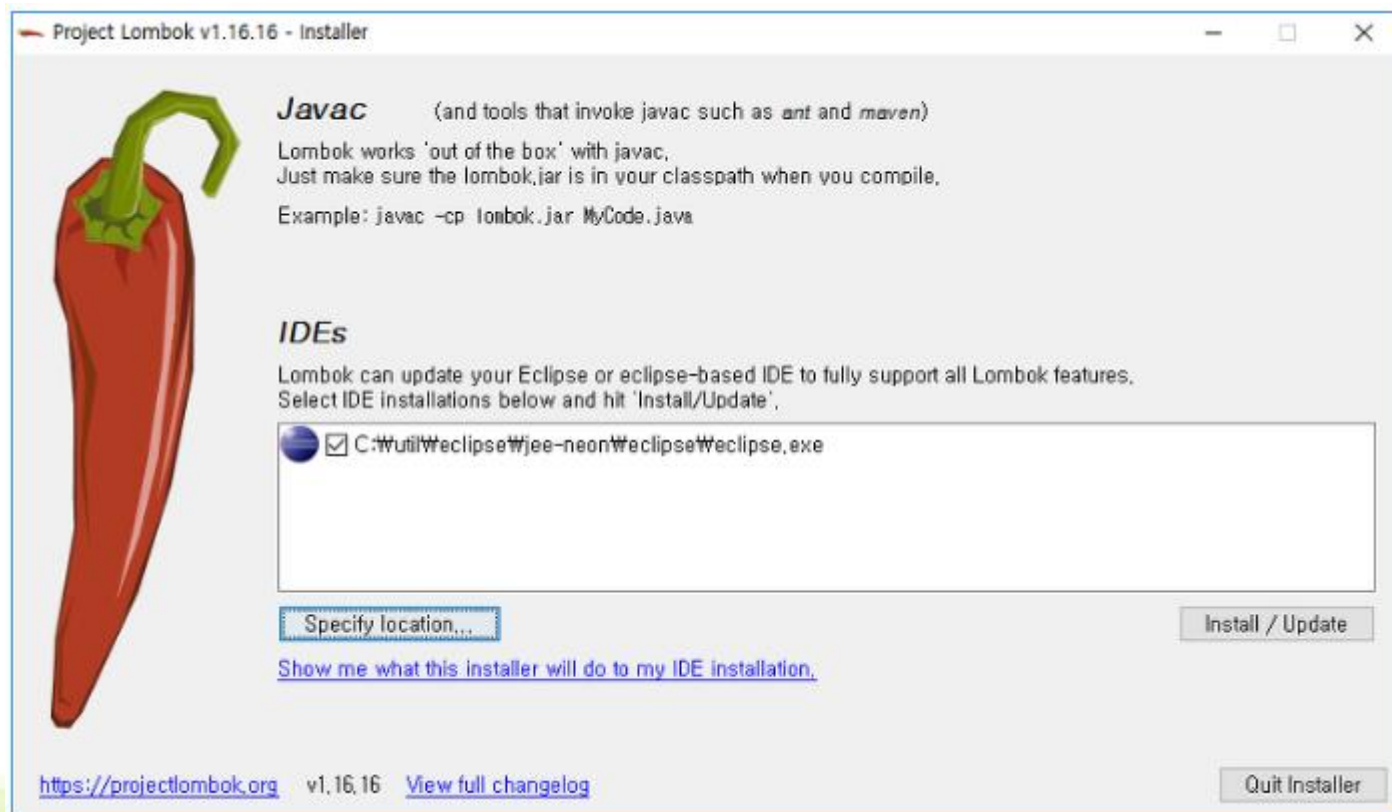 Project Lombok v1.16.16 - Installer
Javac (and tools that invoke javac such as ant and maven)
Lombok works 'out of the box' with javac.
Just make sure the lombok.jar is in your classpath when you compile.
Example: javac -cp lombok.jar MyCode.java
IDEs
Lombok can update your Eclipse or eclipse-based IDE to fully support all Lombok features.
Select IDE installations below and hit 'Install/Update'.
C:₩util₩eclipse₩jee-neon₩eclipse₩eclipse.exe
Specify location...
Install / Update
Show me what this installer will do to my IDE installation.
https://projectlombok.org v1.16.16 View full changelog
Quit Installer